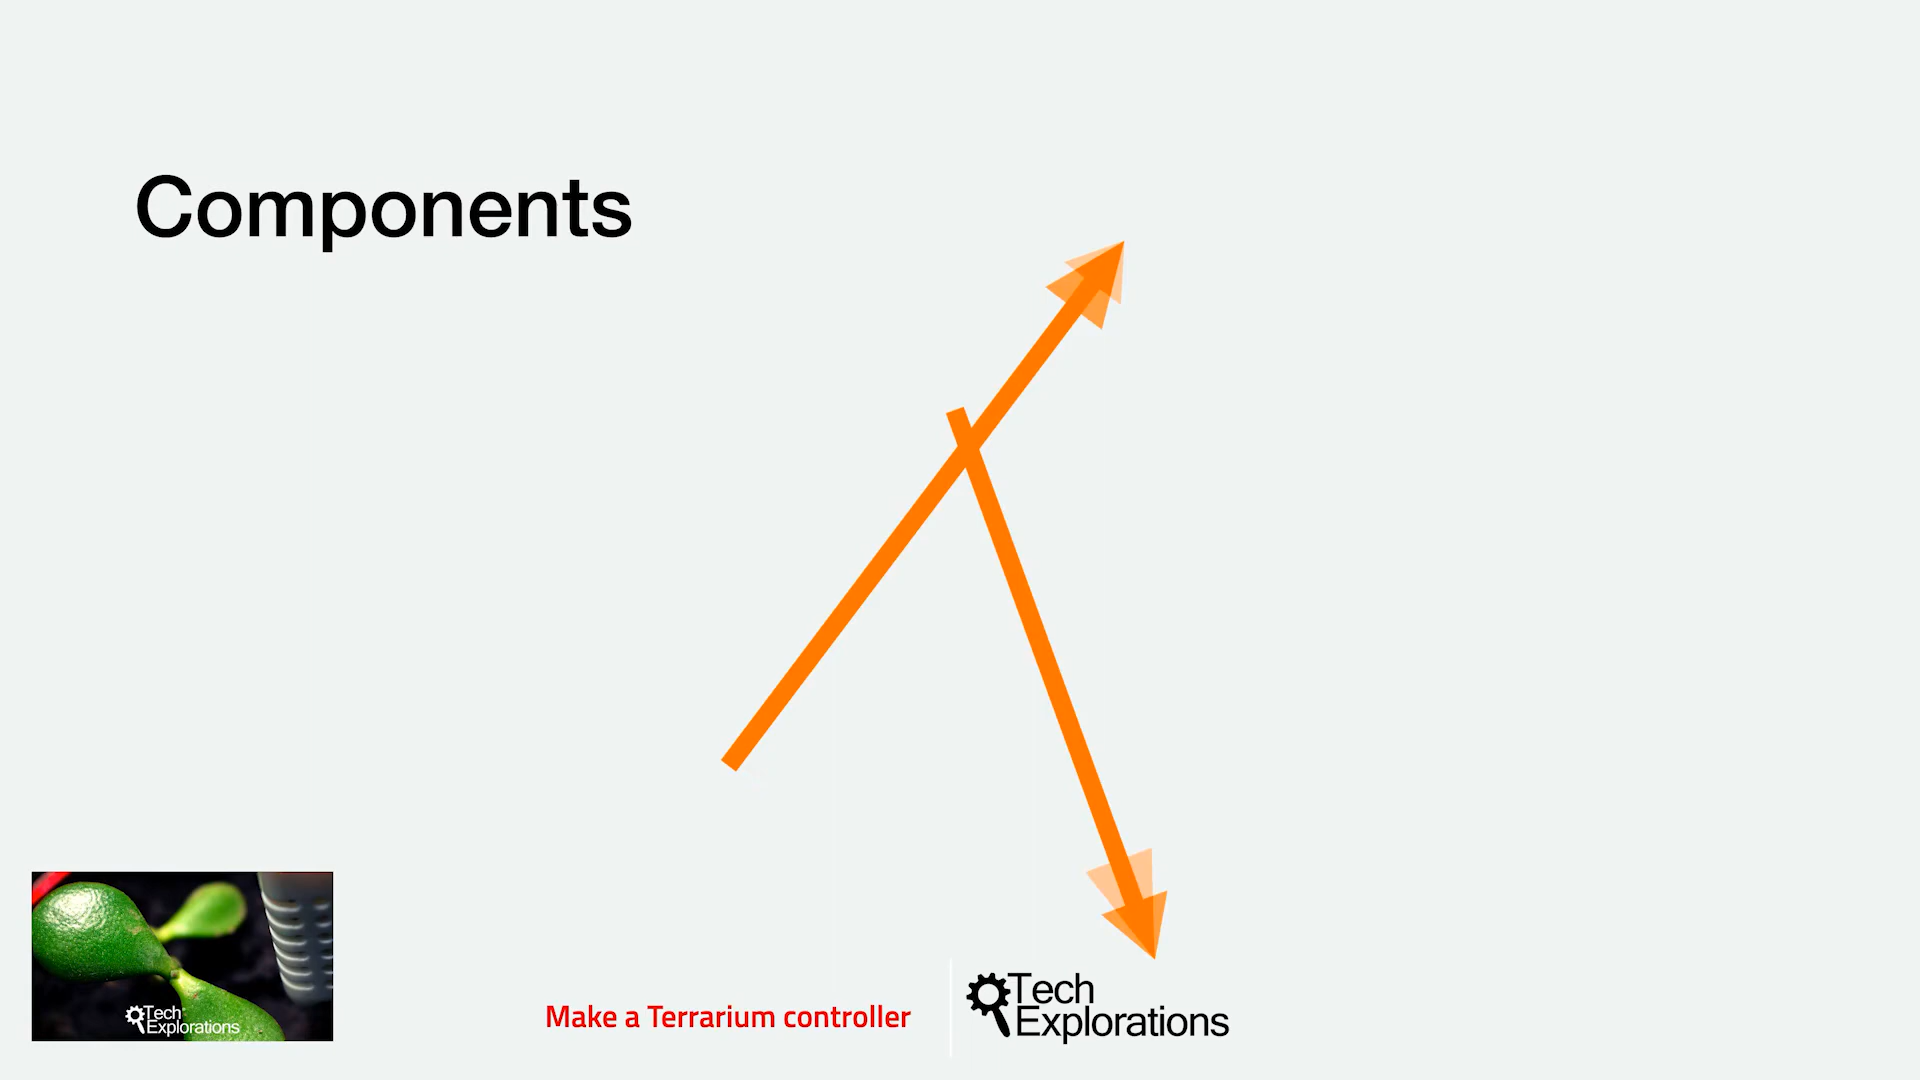 Components
Tech
Explorations
Make a Terrarium controller
Tech
Explorations